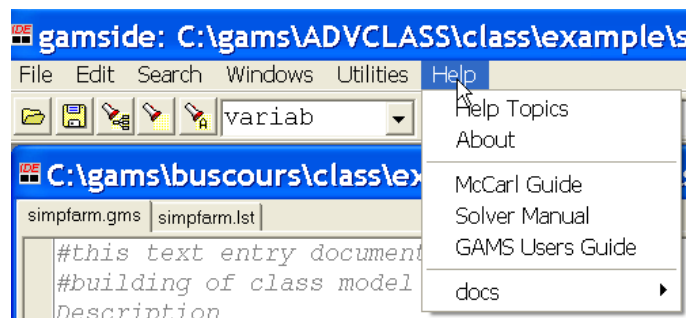 IDE gamside: C:\gams\ADVCLASS\class\example\s
File Edit Search Windows Utilities Help
A variab
Help Topics
About
IDE C:\gams\buscours\class\ex
McCarl Guide
simpfarm.gms simpfarm.lst
Solver Manual
#this text entry document
GAMS Users Guide
#building of class model
docs
Description